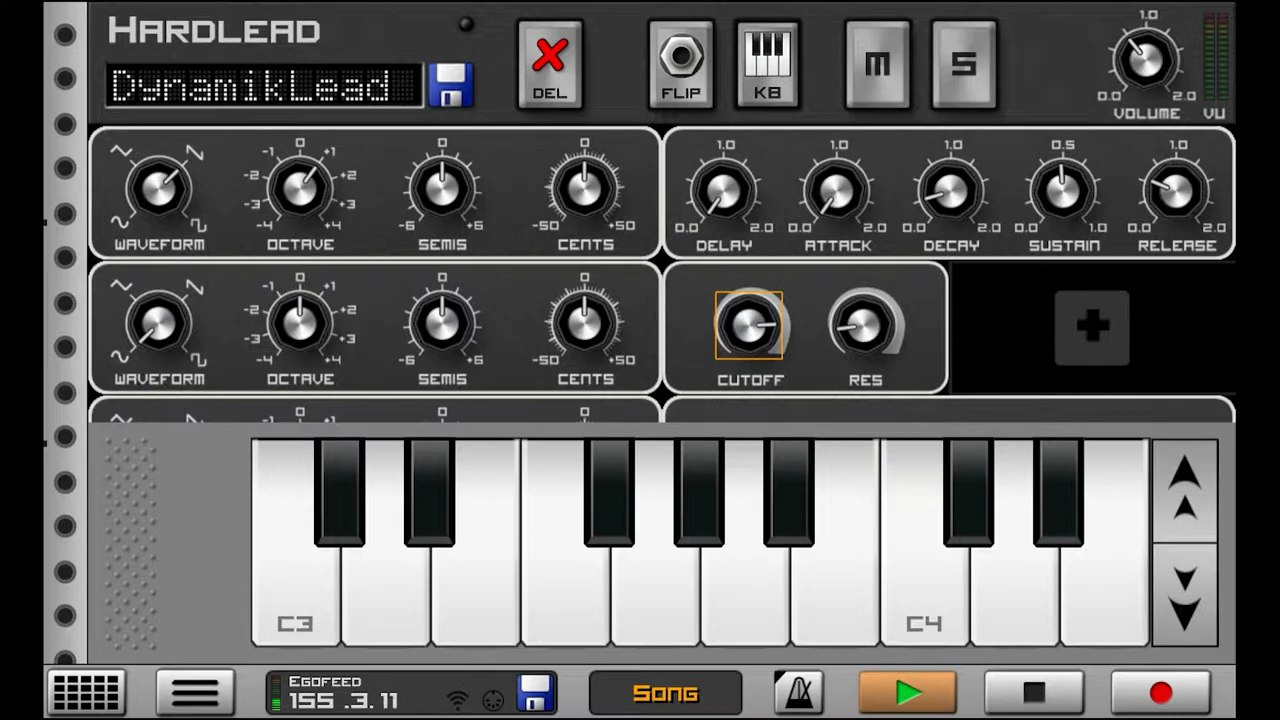 HARDLEAD
DynamikLead
DEL
FLIP
KB
M
S
1.0
0.0 2.0
VOLUME VU
WAVEFORM
-1 0 +1
-2 +2
-3 +3
-4 +4
OCTAVE
0
-6 +6
SEMIS
0
-50 +50
CENTS
1.0
0.0 2.0
DELAY
1.0
0.0 2.0
ATTACK
1.0
0.0 2.0
DECAY
0.5
0.0 1.0
SUSTAIN
1.0
0.0 2.0
RELEASE
WAVEFORM
-1 0 +1
-2 +2
-3 +3
-4 +4
OCTAVE
0
-6 +6
SEMIS
0
-50 +50
CENTS
CUTOFF
RES
-1 0 +1
0
0
C3
C4
EGOFEED
155 .3.11
Song